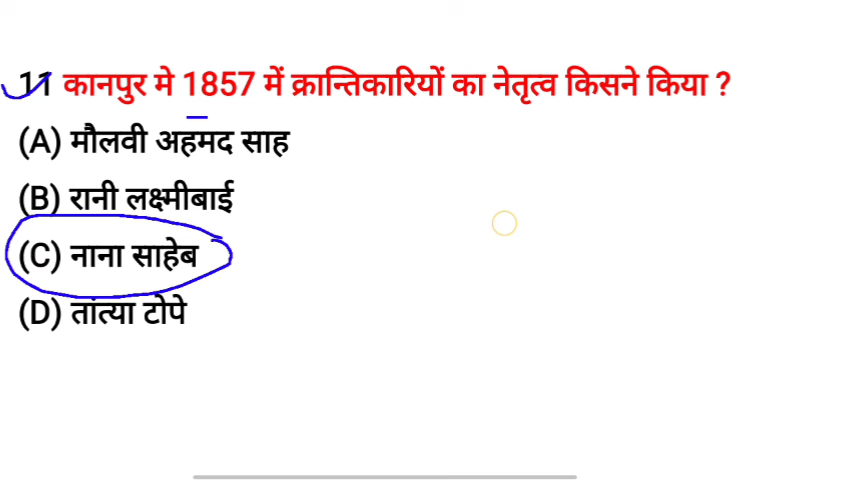 11 कानपुर मे 1857 में क्रान्तिकारियों का नेतृत्व किसने किया ?
(A) मौलवी अहमद साह
(B) रानी लक्ष्मीबाई
(C) नाना साहेब
(D) तांत्या टोपे